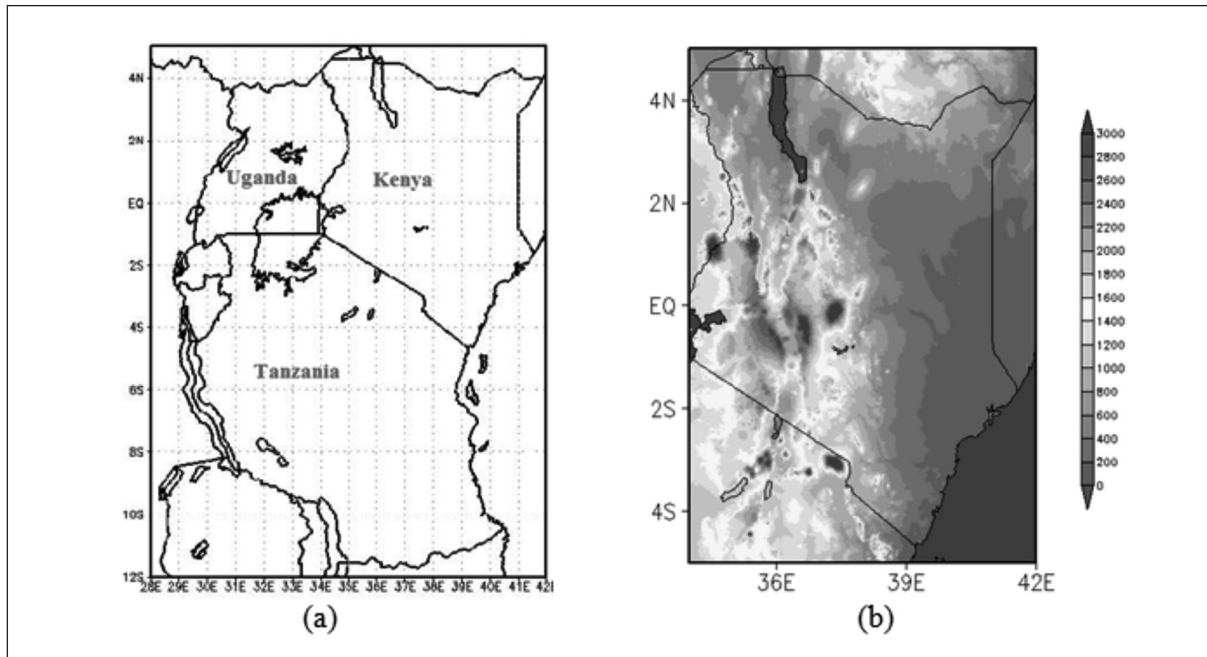 4N
2N
EQ
2S
4S
6S
8S
10S
12S
28E 29E 30E 31E 32E 33E 34E 35E 36E 37E 38E 39E 40E 41E 42E
Uganda
Kenya
Tanzania
(a)
4N
2N
EQ
2S
4S
36E 39E 42E
(b)
3000
2800
2600
2400
2200
2000
1800
1600
1400
1200
1000
800
600
400
200
0